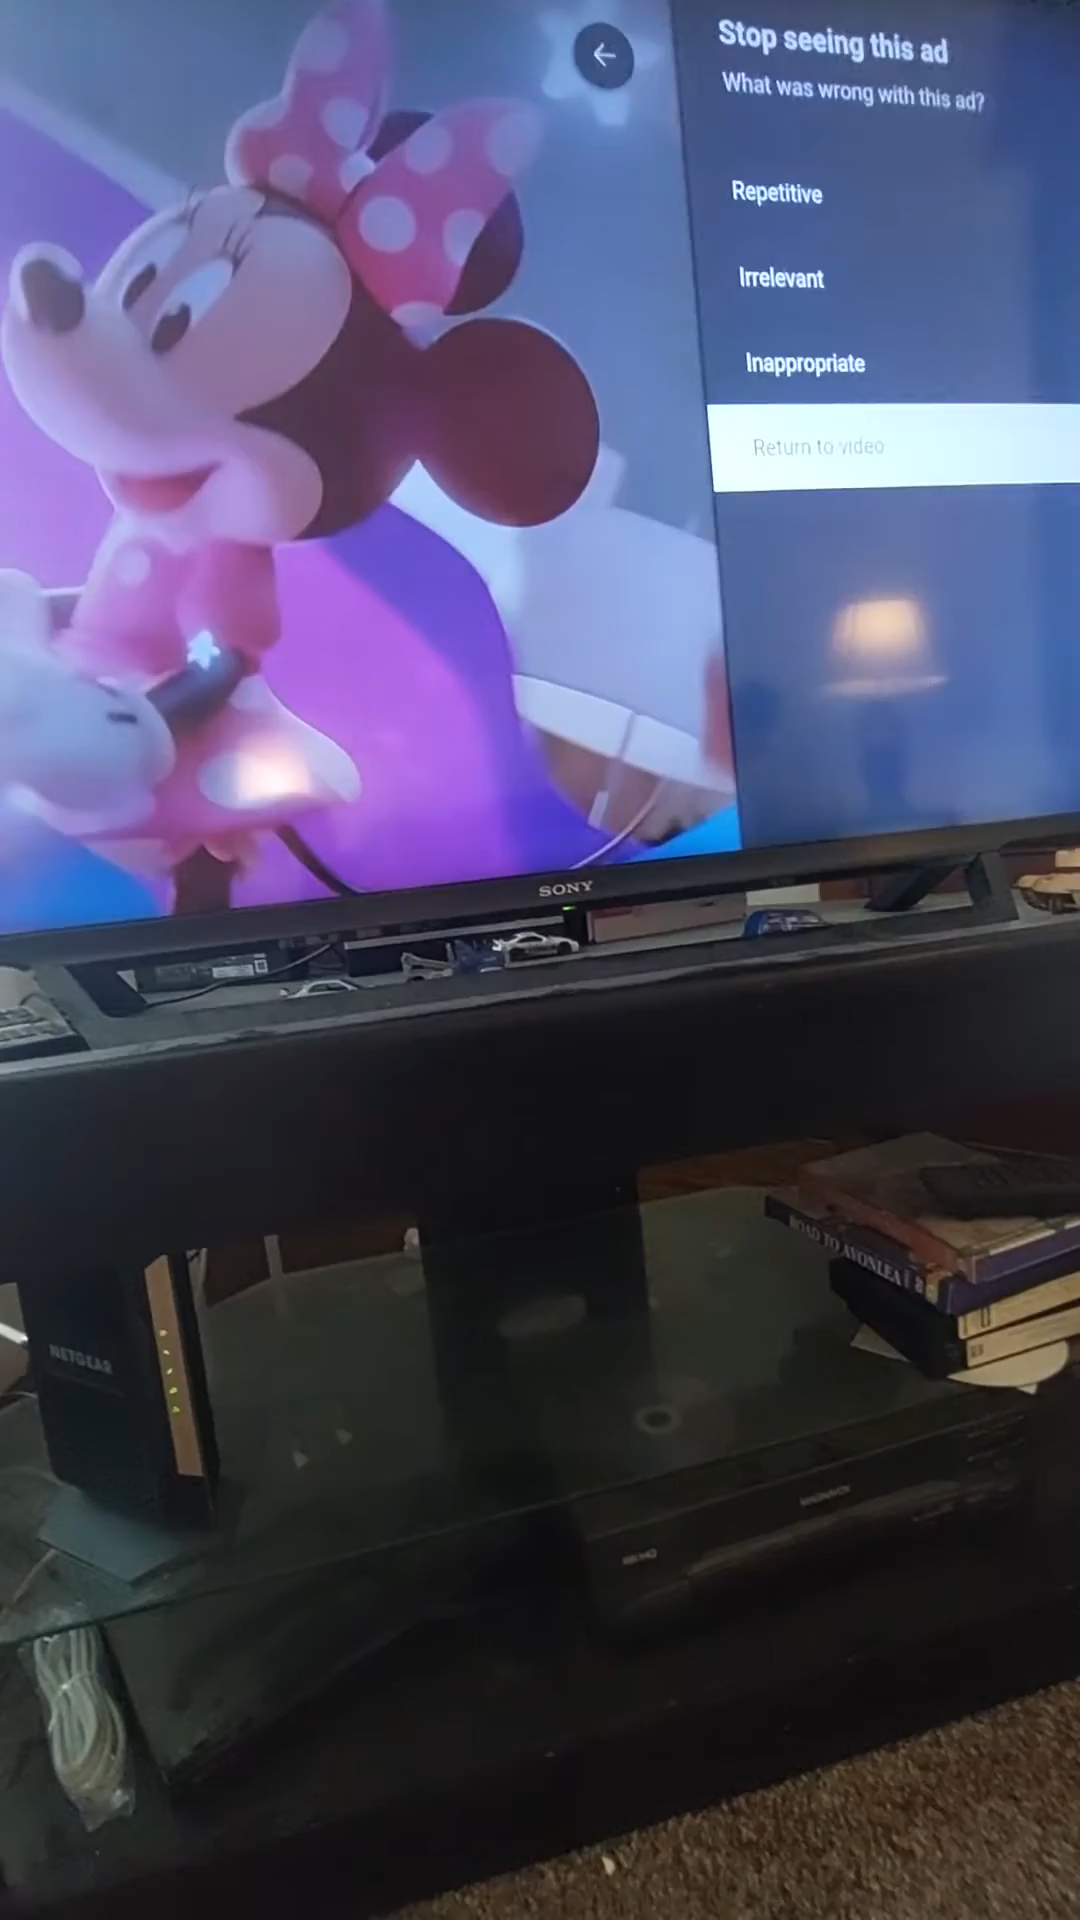 Stop seeing this ad
What was wrong with this ad?
Repetitive
Irrelevant
Inappropriate
Return to video
SONY
ROAD TO AVONLEA
NETGEAR
MAGNAVOX